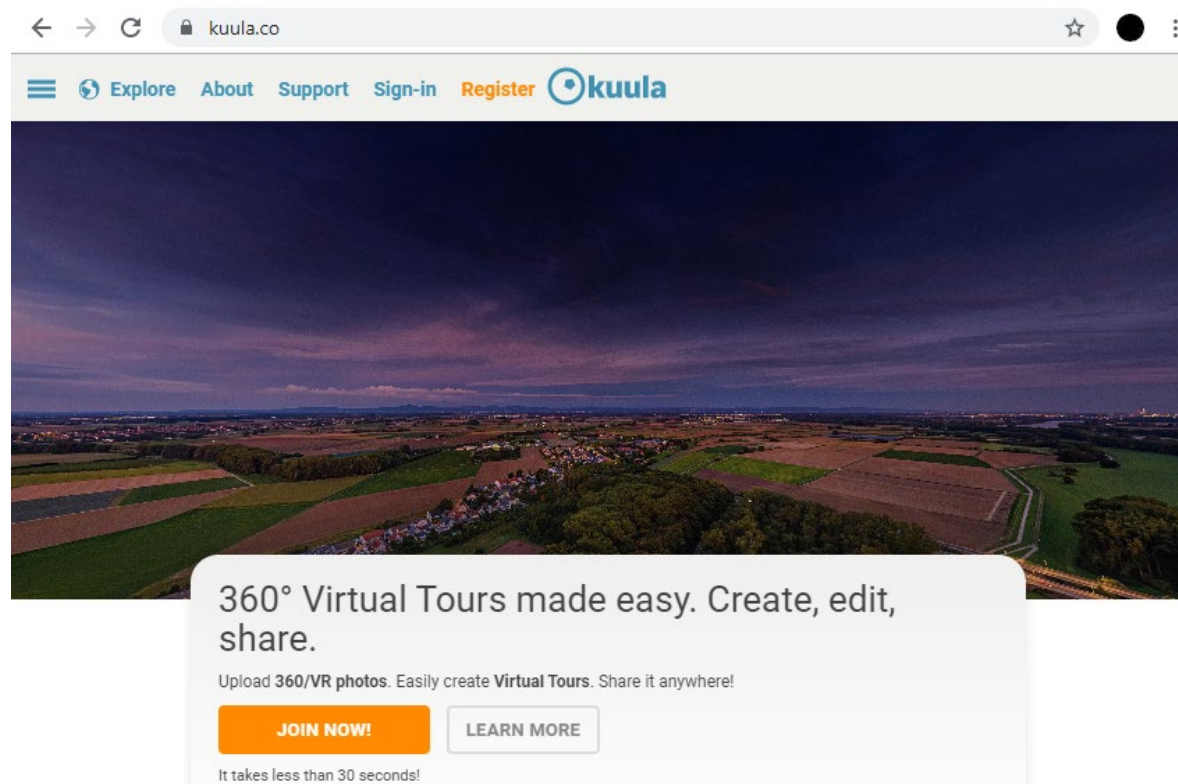 kuula.co
Explore About Support Sign-in Register kuula
360° Virtual Tours made easy. Create, edit,
share.
Upload 360/VR photos. Easily create Virtual Tours. Share it anywhere!
JOIN NOW! LEARN MORE
It takes less than 30 seconds!